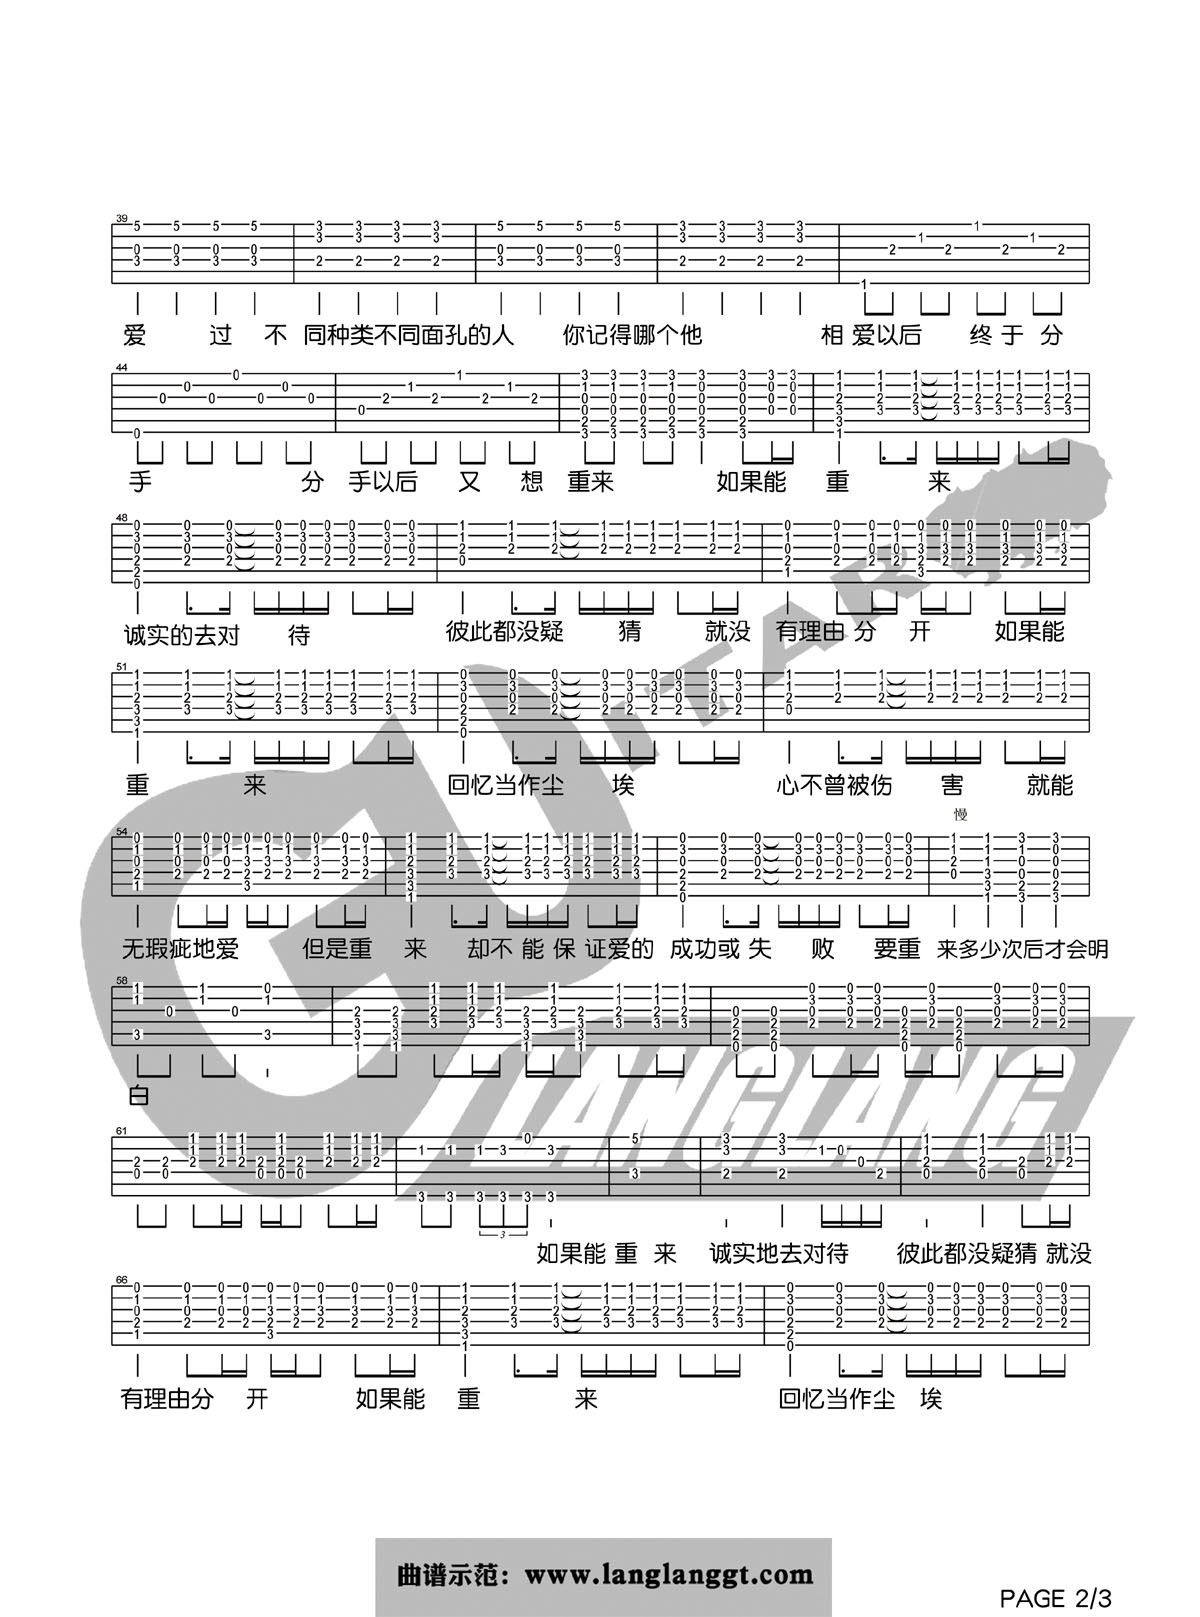 39
爱 过 不 同种类不同面孔的人 你记得哪个他 相 爱以后 终于分
44
手 分 手以后 又 想 重来 如果能 重 来
48
诚实的去对 待 彼此都没疑 猜 就没 有理由分 开 如果能
51
重 来 回忆当作尘 埃 心不曾被伤 害 就能
慢
54
无瑕疵地爱 但是重 来 却不能保 证爱的 成功或失 败 要重 来多少次后才会明
58
白
61
3
如果能重来 诚实地去对待 彼此都没疑猜就没
66
有理由分 开 如果能 重 来 回忆当作尘 埃
GUITAR
LANGLANG
曲谱示范：www.langlanggt.com
PAGE 2/3